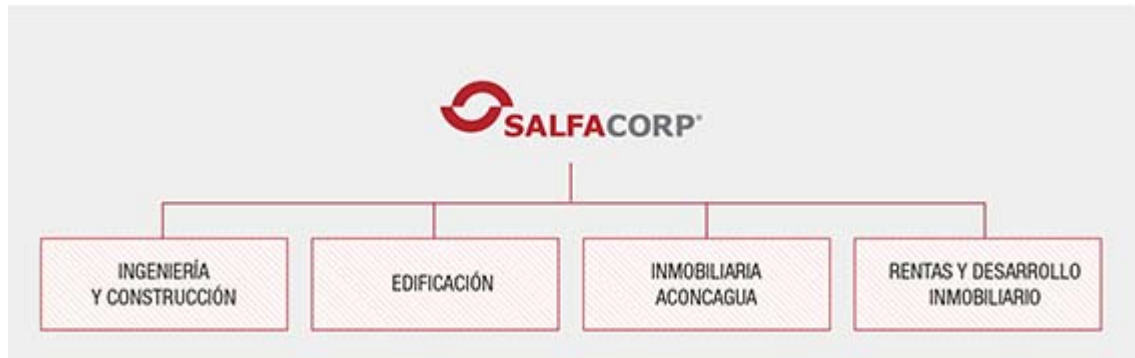 SALFACORP®
INGENIERÍA
Y CONSTRUCCIÓN
EDIFICACIÓN
INMOBILIARIA
ACONCAGUA
RENTAS Y DESARROLLO
INMOBILIARIO